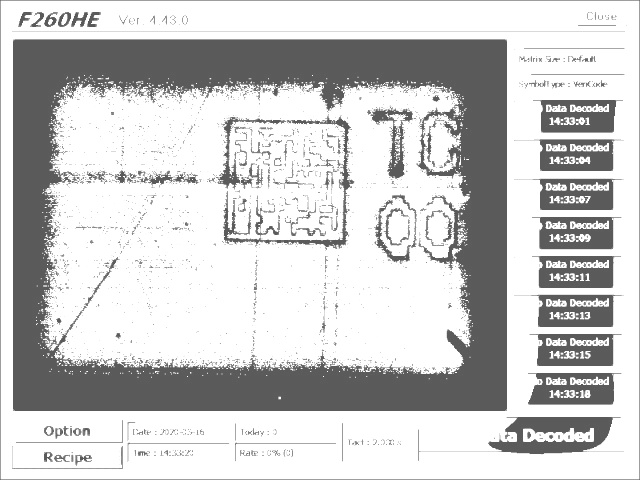 F260HE Ver. 4.43.0 Close
Matrix Size : Default
SymbolType : VeriCode
Data Decoded
14:33:01
Data Decoded
14:33:04
Data Decoded
14:33:07
Data Decoded
14:33:09
Data Decoded
14:33:11
Data Decoded
14:33:13
Data Decoded
14:33:15
Data Decoded
14:33:18
Data Decoded
TC
Option
Recipe
Date : 2020-06-16
Time : 14:33:20
Today : 0
Rate : 0% (0)
Tact : 2.000 s